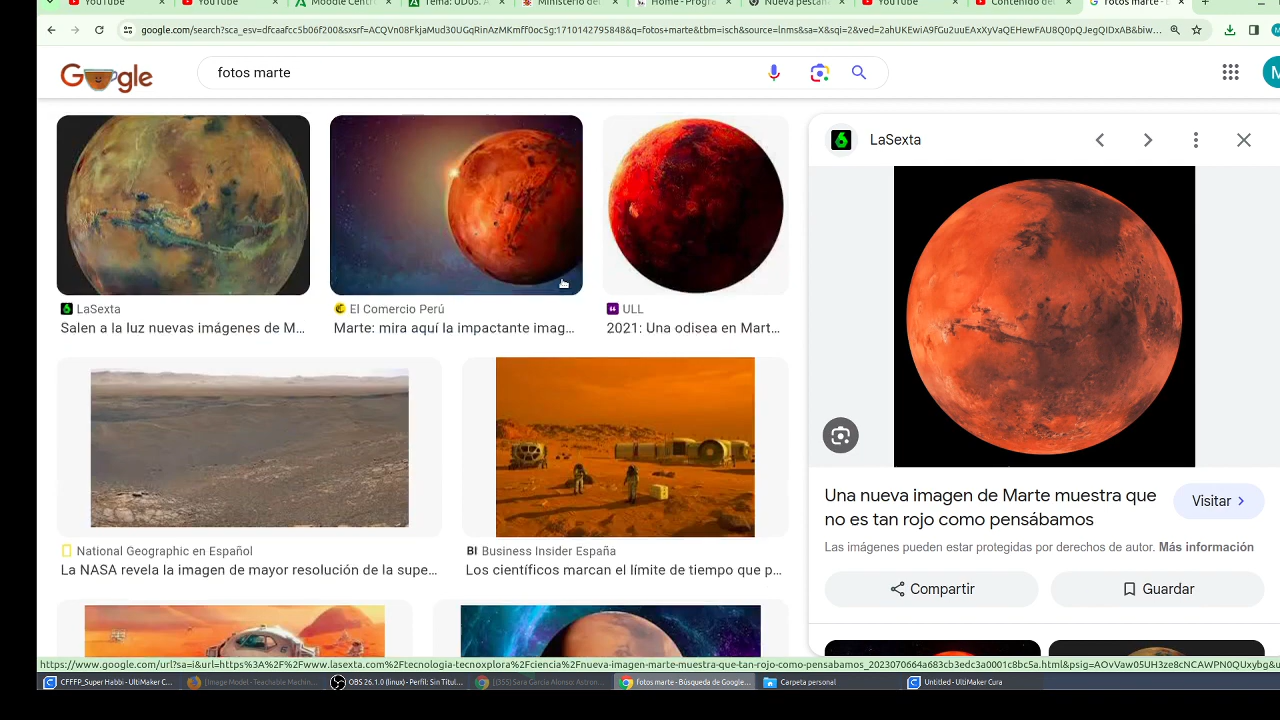 YouTube
YouTube
Moodle Centr
Tema: UD05. A
Ministerio del
Home - Progra
Nueva pestañ
YouTube
Contenido de
fotos marte - B
google.com/search?sca_esv=dfcaafcc5b06f200&sxsrf=ACQVn08FkjaMud30UGqRinAzMKmff0oc5g:1710142795848&q=fotos+marte&tbm=isch&source=lnms&sa=X&sqi=2&ved=2ahUKEwiA9fGu2uuEAxXyVaQEHewFAU8Q0pQJegQIDxAB&biw...
Google
fotos marte
M
LaSexta
LaSexta
Salen a la luz nuevas imágenes de M...
El Comercio Perú
Marte: mira aquí la impactante imag...
ULL
2021: Una odisea en Mart...
Una nueva imagen de Marte muestra que
no es tan rojo como pensábamos
Visitar
Las imágenes pueden estar protegidas por derechos de autor. Más información
National Geographic en Español
La NASA revela la imagen de mayor resolución de la supe...
BI Business Insider España
Los científicos marcan el límite de tiempo que p...
Compartir
Guardar
https://www.google.com/url?sa=i&url=https%3A%2F%2Fwww.lasexta.com%2Ftecnologia-tecnoxplora%2Fciencia%2Fnueva-imagen-marte-muestra-que-tan-rojo-como-pensabamos_2023070664a683cb3edc3a0001c8bc5a.html&psig=AOvVaw05UH3ze8cNCAWPN0QUxybg&u
CFFFP_Super Habbi - UltiMaker C...
[Image Model - Teachable Machin...
OBS 26.1.0 (linux) - Perfil: Sin Títul...
[(355) Sara García Alonso: Astron...
fotos marte - Búsqueda de Google...
Carpeta personal
Untitled - UltiMaker Cura